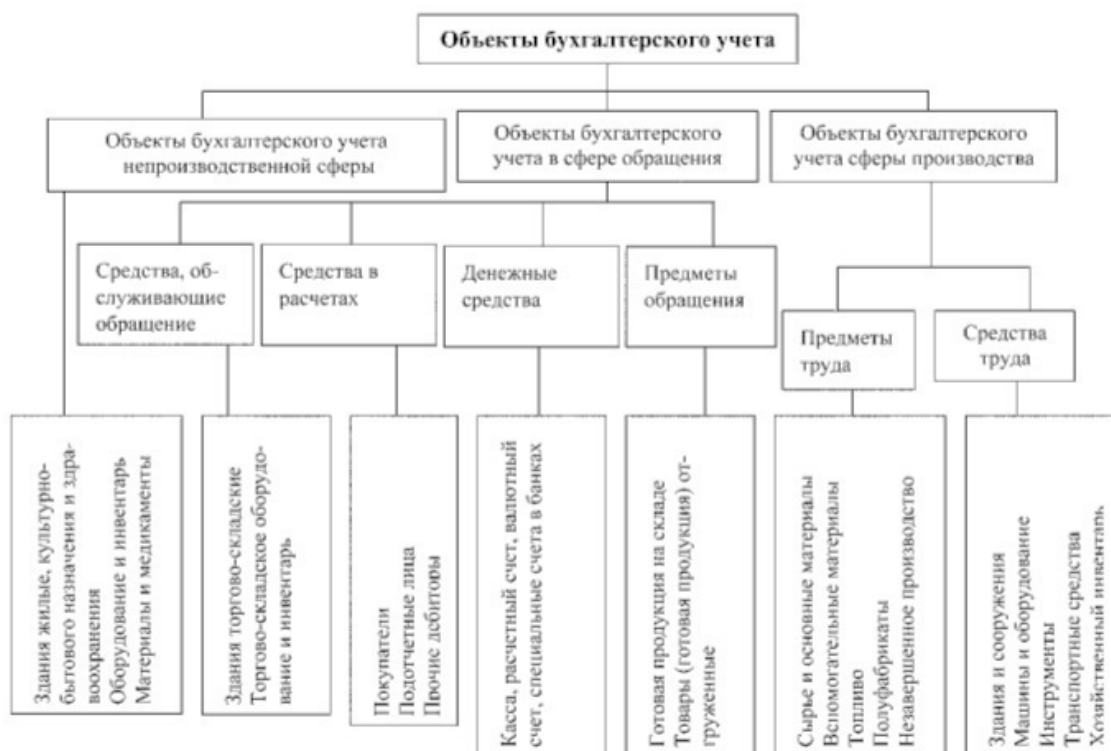 Объекты бухгалтерского учета
Объекты бухгалтерского учета
непроизводственной сферы
Объекты бухгалтерского
учета в сфере обращения
Объекты бухгалтерского
учета сферы производства
Средства, об-
служивающие
обращение
Средства в
расчетах
Денежные
средства
Предметы
обращения
Предметы
труда
Средства
труда
Здания жилые, культурно-
бытового назначения и здра-
воохранения
Оборудование и инвентарь
Материалы и медикаменты
Здания торгово-складские
Торгово-складское оборудо-
вание и инвентарь
Покупатели
Подотчетные лица
Прочие дебиторы
Касса, расчетный счет, валютный
счет, специальные счета в банках
Готовая продукция на складе
Товары (готовая продукция) от-
груженные
Сырье и основные материалы
Вспомогательные материалы
Топливо
Полуфабрикаты
Незавершенное производство
Здания и сооружения
Машины и оборудование
Инструменты
Транспортные средства
Хозяйственный инвентарь